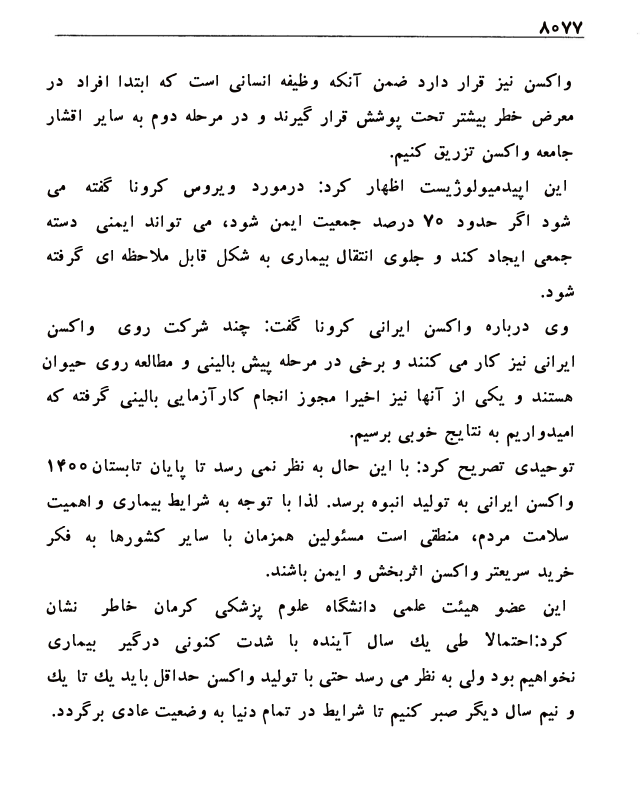 ۸۰۷۷
واکسن نیز قرار دارد ضمن آنکه وظیفه انسانی است که ابتدا افراد در
معرض خطر بیشتر تحت پوشش قرار گیرند و در مرحله دوم به سایر اقشار
جامعه واکسن تزریق کنیم.
این اپیدمیولوژیست اظهار کرد: درمورد ویروس کرونا گفته می
شود اگر حدود ۷۰ درصد جمعیت ایمن شود، می تواند ایمنی دسته
جمعی ایجاد کند و جلوی انتقال بیماری به شکل قابل ملاحظه ای گرفته
شود.
وی درباره واکسن ایرانی کرونا گفت: چند شرکت روی واکسن
ایرانی نیز کار می کنند و برخی در مرحله پیش بالینی و مطالعه روی حیوان
هستند و یکی از آنها نیز اخیرا مجوز انجام کارآزمایی بالینی گرفته که
امیدواریم به نتایج خوبی برسیم.
توحیدی تصریح کرد: با این حال به نظر نمی رسد تا پایان تابستان ۱۴۰۰
واکسن ایرانی به تولید انبوه برسد. لذا با توجه به شرایط بیماری و اهمیت
سلامت مردم، منطقی است مسئولین همزمان با سایر کشورها به فکر
خرید سریعتر واکسن اثربخش و ایمن باشند.
این عضو هیئت علمی دانشگاه علوم پزشکی کرمان خاطر نشان
کرد:احتمالا طی یك سال آینده با شدت کنونی درگیر بیماری
نخواهیم بود ولی به نظر می رسد حتی با تولید واکسن حداقل باید یك تا یك
و نیم سال دیگر صبر کنیم تا شرایط در تمام دنیا به وضعیت عادی برگردد.